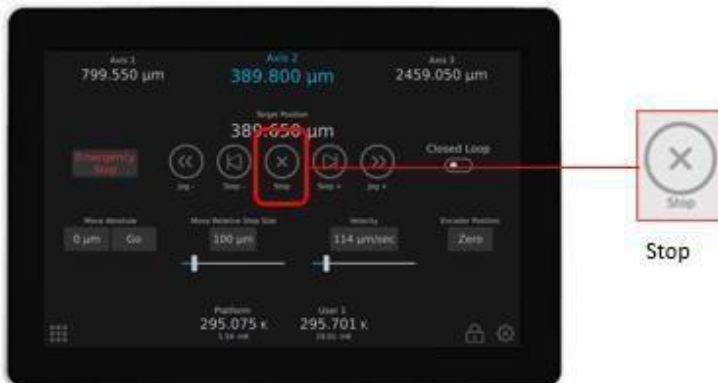 Axis 1
799.550 µm
Axis 2
389.800 µm
Axis 3
2459.050 µm
Target Position
389.650 µm
Emergency
Stop
Jog -
Step -
Stop
Step +
Jog +
Closed Loop
Stop
Stop
Move Absolute
0 µm
Go
Move Relative Step Size
100 µm
Velocity
114 µm/sec
Encoder Position
Zero
Platform
295.075 K
User 1
295.701 K